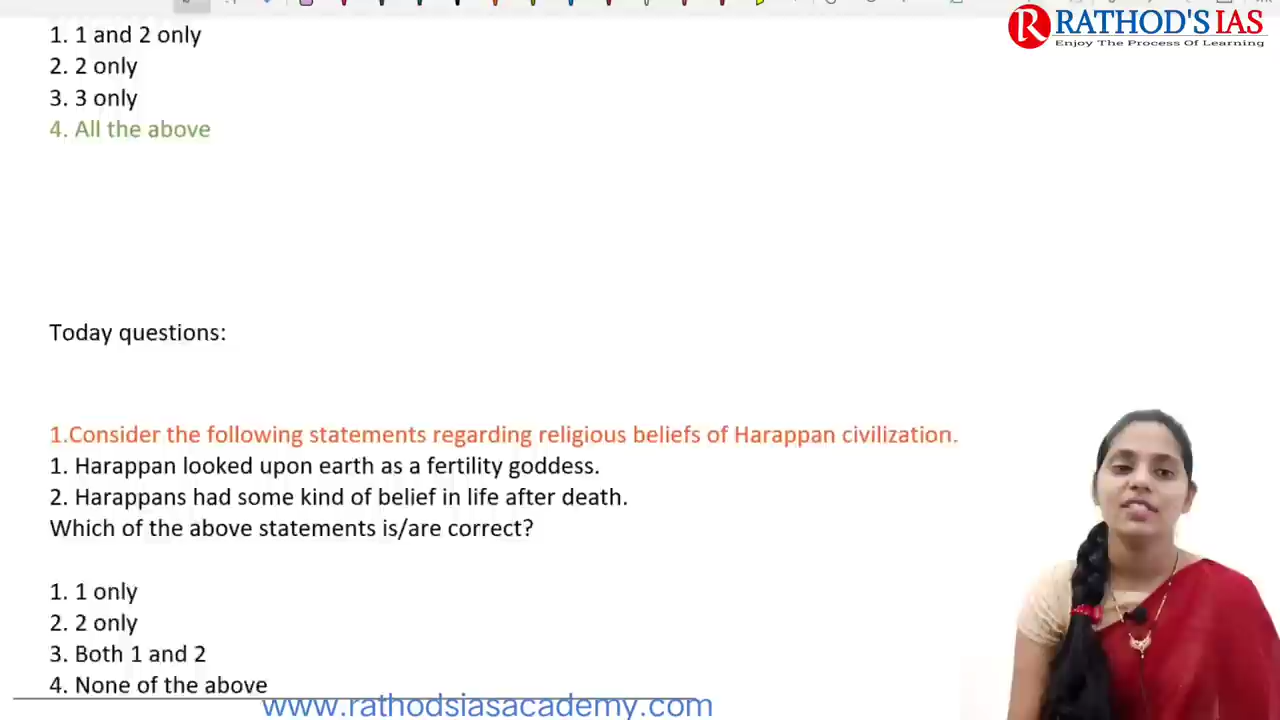 RATHOD'S IAS
Enjoy The Process Of Learning
1. 1 and 2 only
2. 2 only
3. 3 only
4. All the above
Today questions:
1.Consider the following statements regarding religious beliefs of Harappan civilization.
1. Harappan looked upon earth as a fertility goddess.
2. Harappans had some kind of belief in life after death.
Which of the above statements is/are correct?
1. 1 only
2. 2 only
3. Both 1 and 2
4. None of the above
www.rathodsiasacademy.com